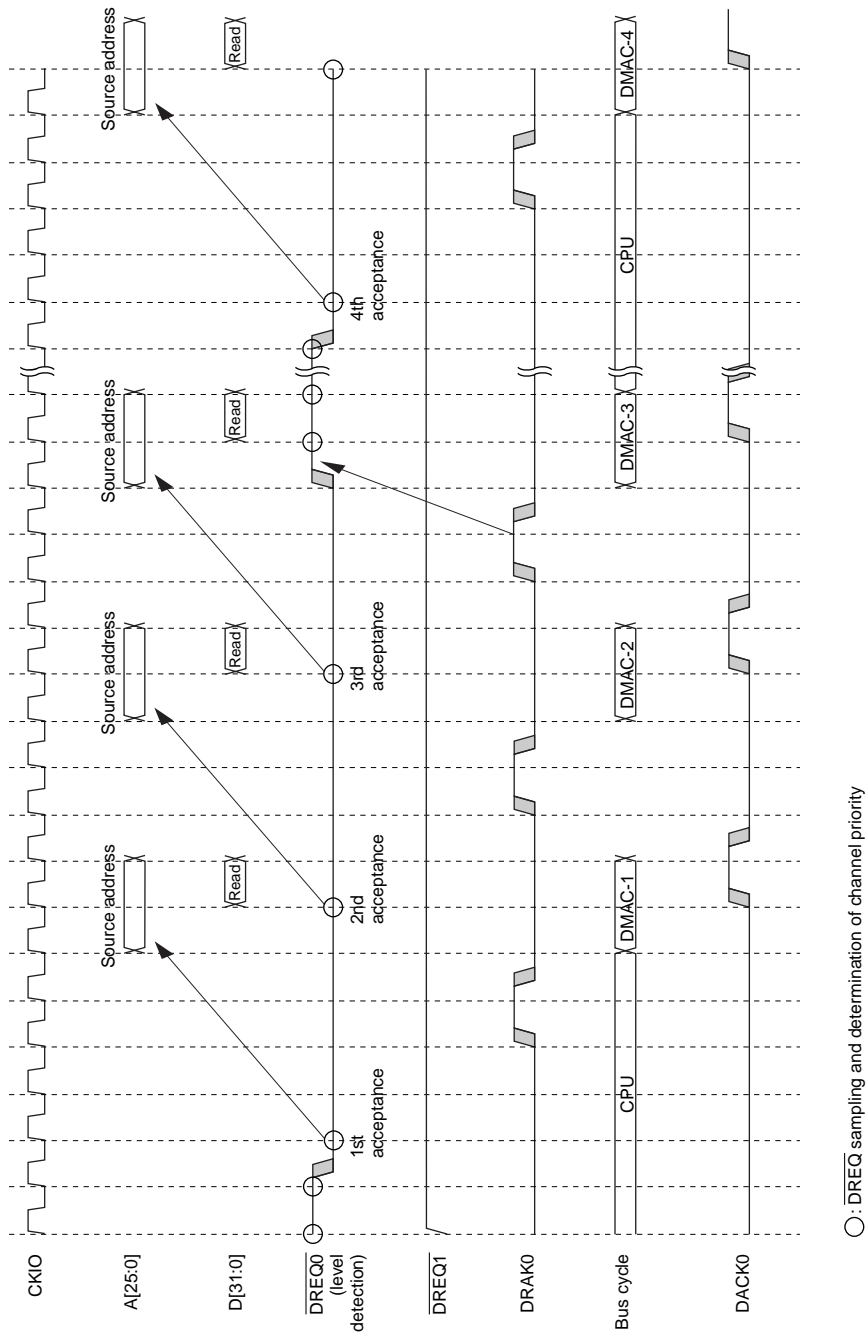 CKIO
A[25:0]
Source address
Source address
Source address
Source address
D[31:0]
Read
Read
Read
Read
DREQ0
(level
detection)
1st
acceptance
2nd
acceptance
3rd
acceptance
4th
acceptance
DREQ1
DRAK0
Bus cycle
CPU
DMAC-1
DMAC-2
DMAC-3
CPU
DMAC-4
DACK0
: DREQ sampling and determination of channel priority